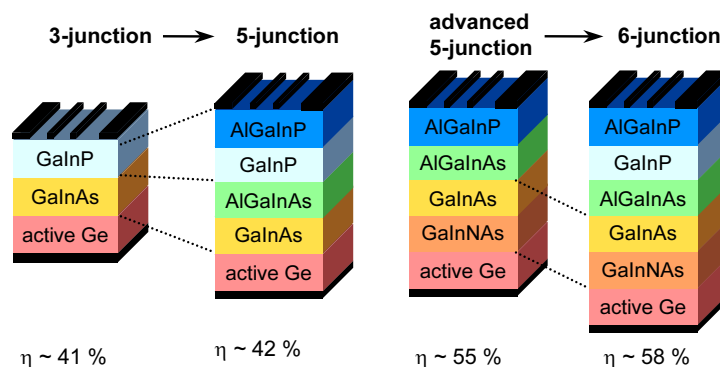 3-junction
5-junction
advanced
5-junction
6-junction
GaInP
GaInAs
active Ge
AlGaInP
GaInP
AlGaInAs
GaInAs
active Ge
AlGaInP
AlGaInAs
GaInAs
GaInNAs
active Ge
AlGaInP
GaInP
AlGaInAs
GaInAs
GaInNAs
active Ge
η ~ 41 %
η ~ 42 %
η ~ 55 %
η ~ 58 %